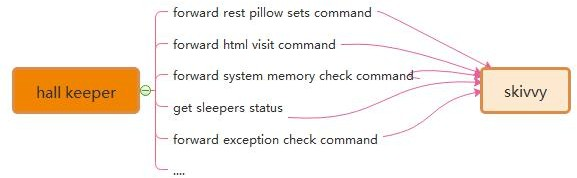 forward rest pillow sets command
forward html visit command
forward system memory check command
hall keeper
skivvy
get sleepers status
forward exception check command
....